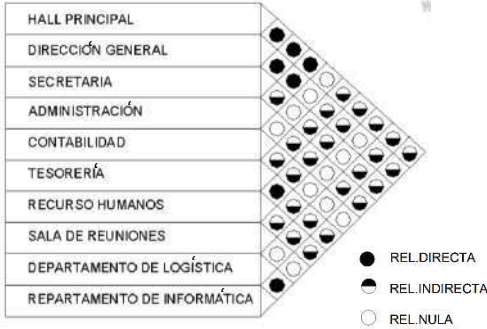 HALL PRINCIPAL
DIRECCIÓN GENERAL
SECRETARIA
ADMINISTRACIÓN
CONTABILIDAD
TESORERÍA
RECURSO HUMANOS
SALA DE REUNIONES
DEPARTAMENTO DE LOGÍSTICA
REPARTAMENTO DE INFORMÁTICA
REL.DIRECTA
REL.INDIRECTA
REL.NULA